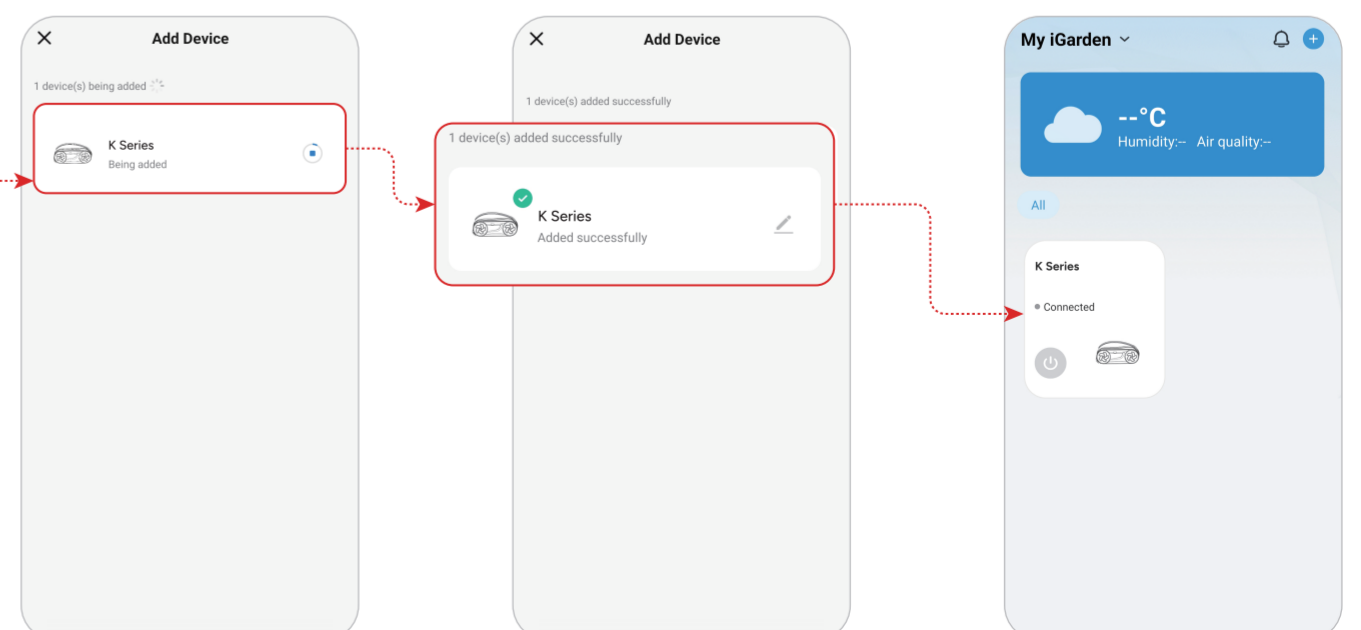 Add Device
1 device(s) being added
K Series
Being added
Add Device
1 device(s) added successfully
1 device(s) added successfully
K Series
Added successfully
My iGarden
--°C
Humidity:-- Air quality:--
All
K Series
Connected